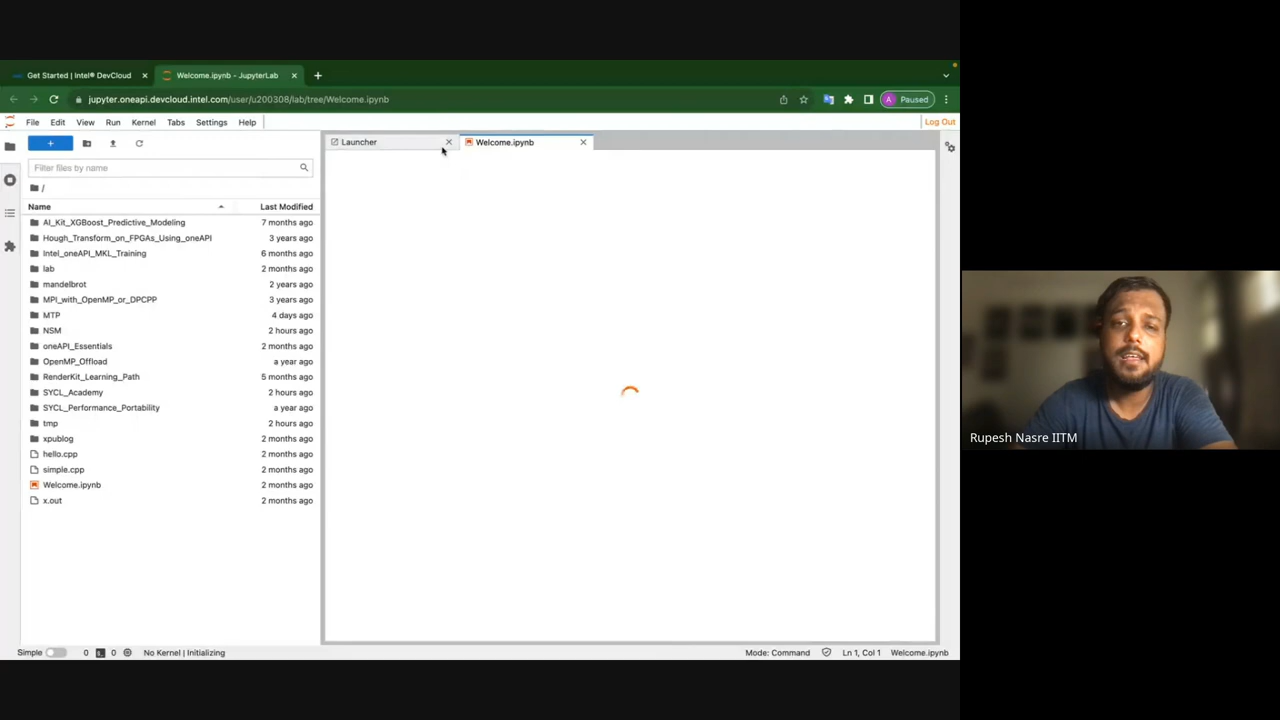 Get Started | Intel® DevCloud
Welcome.ipynb - JupyterLab
jupyter.oneapi.devcloud.intel.com/user/u200308/lab/tree/Welcome.ipynb
A Paused
File Edit View Run Kernel Tabs Settings Help
Log Out
Launcher
Welcome.ipynb
Filter files by name
/
Name Last Modified
AI_Kit_XGBoost_Predictive_Modeling 7 months ago
Hough_Transform_on_FPGAs_Using_oneAPI 3 years ago
Intel_oneAPI_MKL_Training 6 months ago
lab 2 months ago
mandelbrot 2 years ago
MPI_with_OpenMP_or_DPCPP 3 years ago
MTP 4 days ago
NSM 2 hours ago
oneAPI_Essentials 2 months ago
OpenMP_Offload a year ago
RenderKit_Learning_Path 5 months ago
SYCL_Academy 2 hours ago
SYCL_Performance_Portability a year ago
tmp 2 hours ago
xpublog 2 months ago
hello.cpp 2 months ago
simple.cpp 2 months ago
Welcome.ipynb 2 months ago
x.out 2 months ago
Simple 0 0 No Kernel | Initializing
Mode: Command Ln 1, Col 1 Welcome.ipynb
Rupesh Nasre IITM